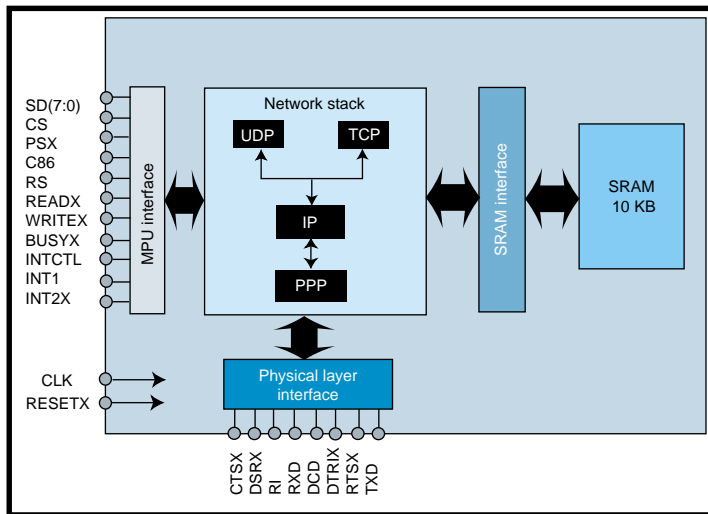 SD(7:0)
CS
PSX
C86
RS
READX
WRITEX
BUSYX
INTCTL
INT1
INT2X
CLK
RESETX
MPU interface
Network stack
UDP
TCP
IP
PPP
SRAM interface
SRAM
10 KB
Physical layer
interface
CTSX
DSRX
RI
RXD
DCD
DTRIX
RTSX
TXD